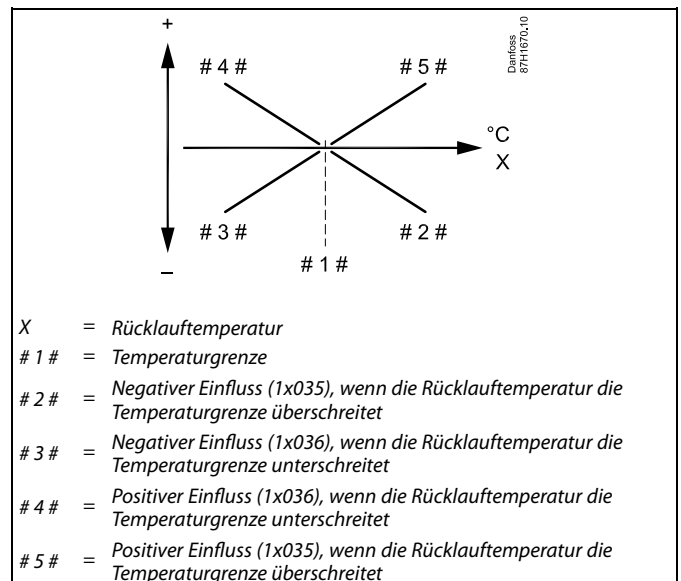 +
# 4 #
# 5 #
Danfoss
87H1670.10
°C
X
# 3 #
# 2 #
–
# 1 #
X = Rücklauftemperatur
# 1 # = Temperaturgrenze
# 2 # = Negativer Einfluss (1x035), wenn die Rücklauftemperatur die
Temperaturgrenze überschreitet
# 3 # = Negativer Einfluss (1x036), wenn die Rücklauftemperatur die
Temperaturgrenze unterschreitet
# 4 # = Positiver Einfluss (1x036), wenn die Rücklauftemperatur die
Temperaturgrenze unterschreitet
# 5 # = Positiver Einfluss (1x035), wenn die Rücklauftemperatur die
Temperaturgrenze überschreitet